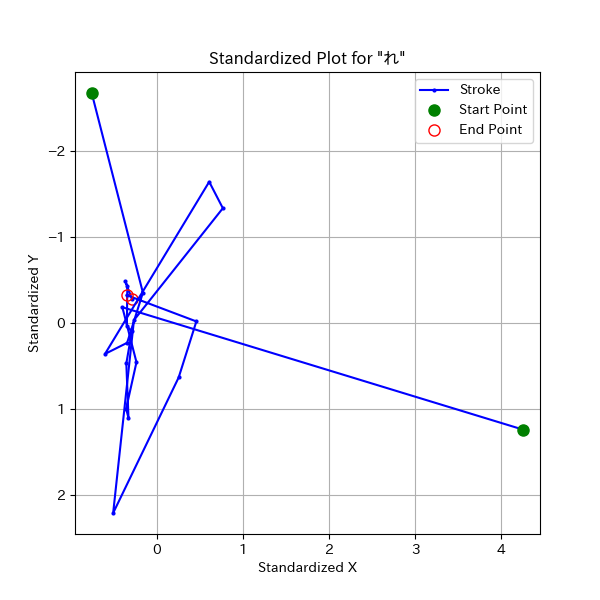 Standardized Plot for "れ"
Stroke
Start Point
End Point
−2
−1
0
1
2
Standardized Y
0 1 2 3 4
Standardized X